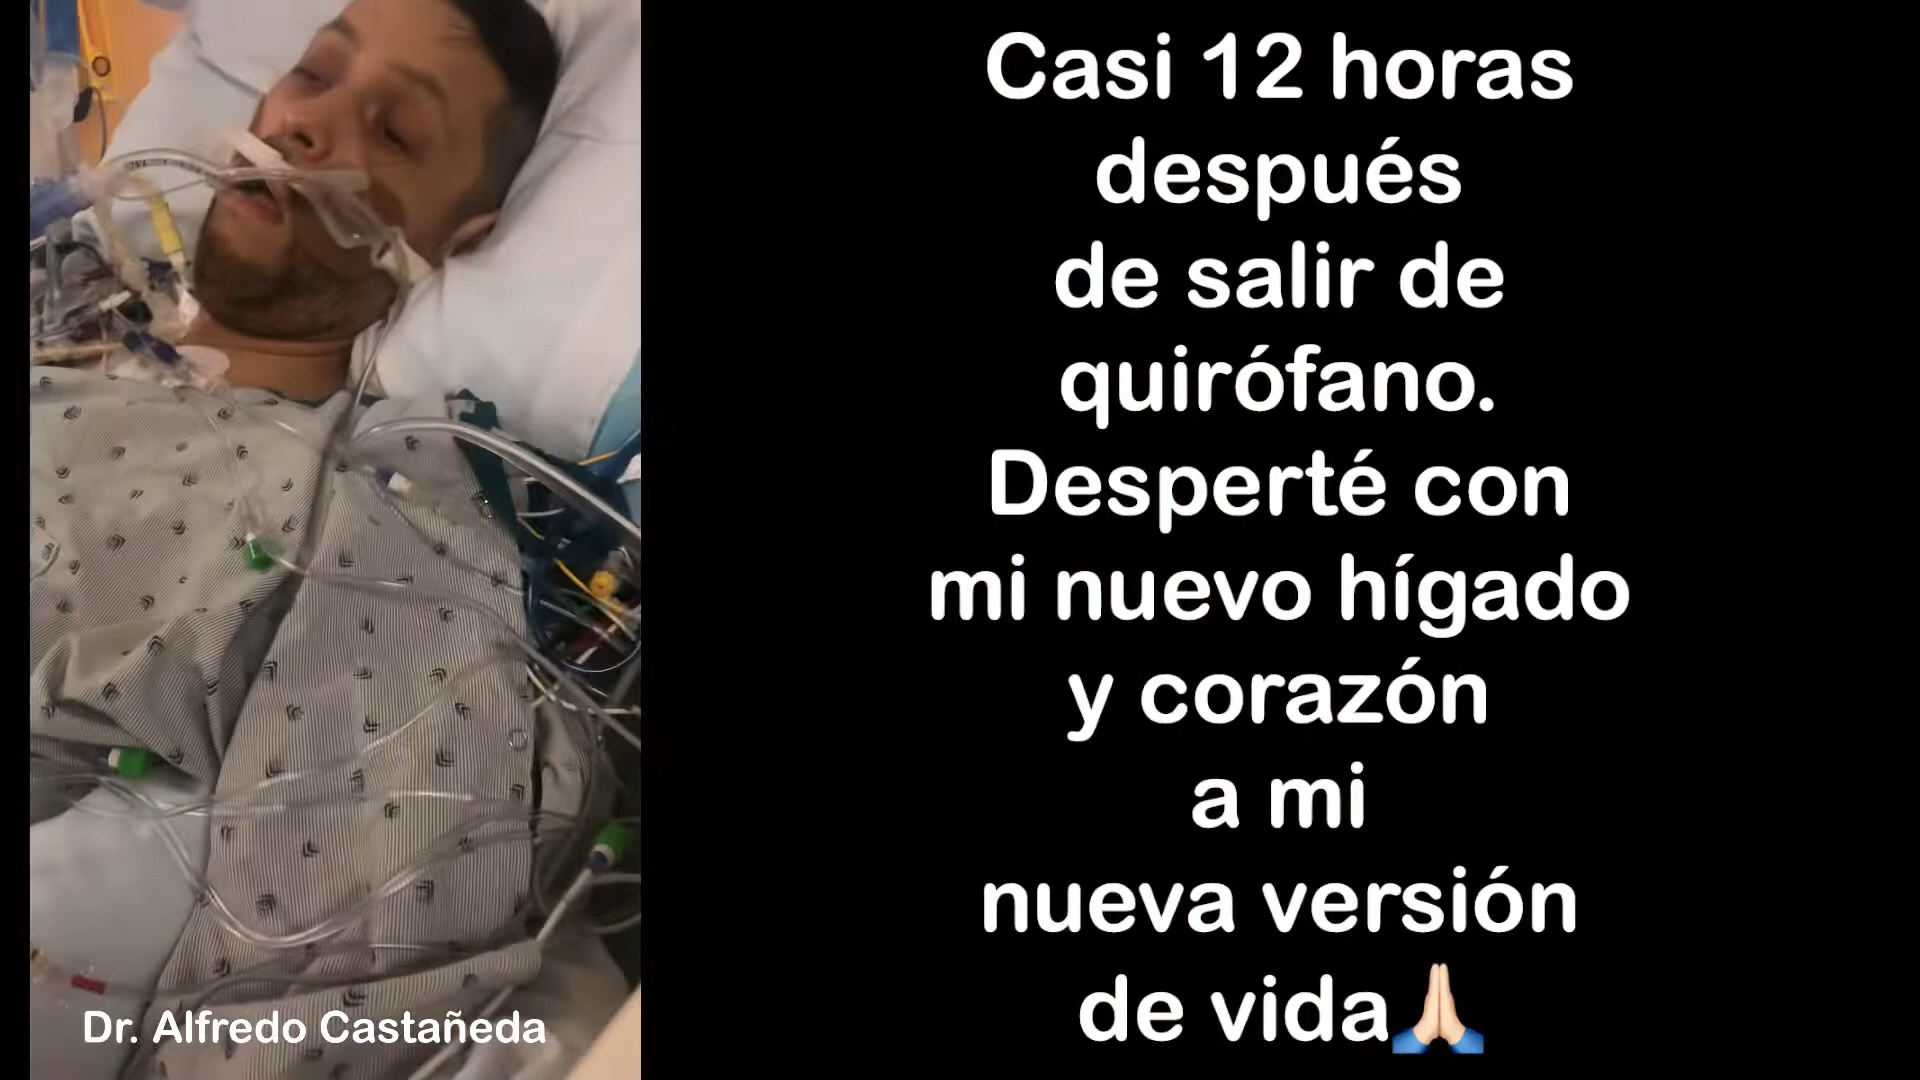 Casi 12 horas
después
de salir de
quirófano.
Desperté con
mi nuevo hígado
y corazón
a mi
nueva versión
de vida🙏🏻
Dr. Alfredo Castañeda